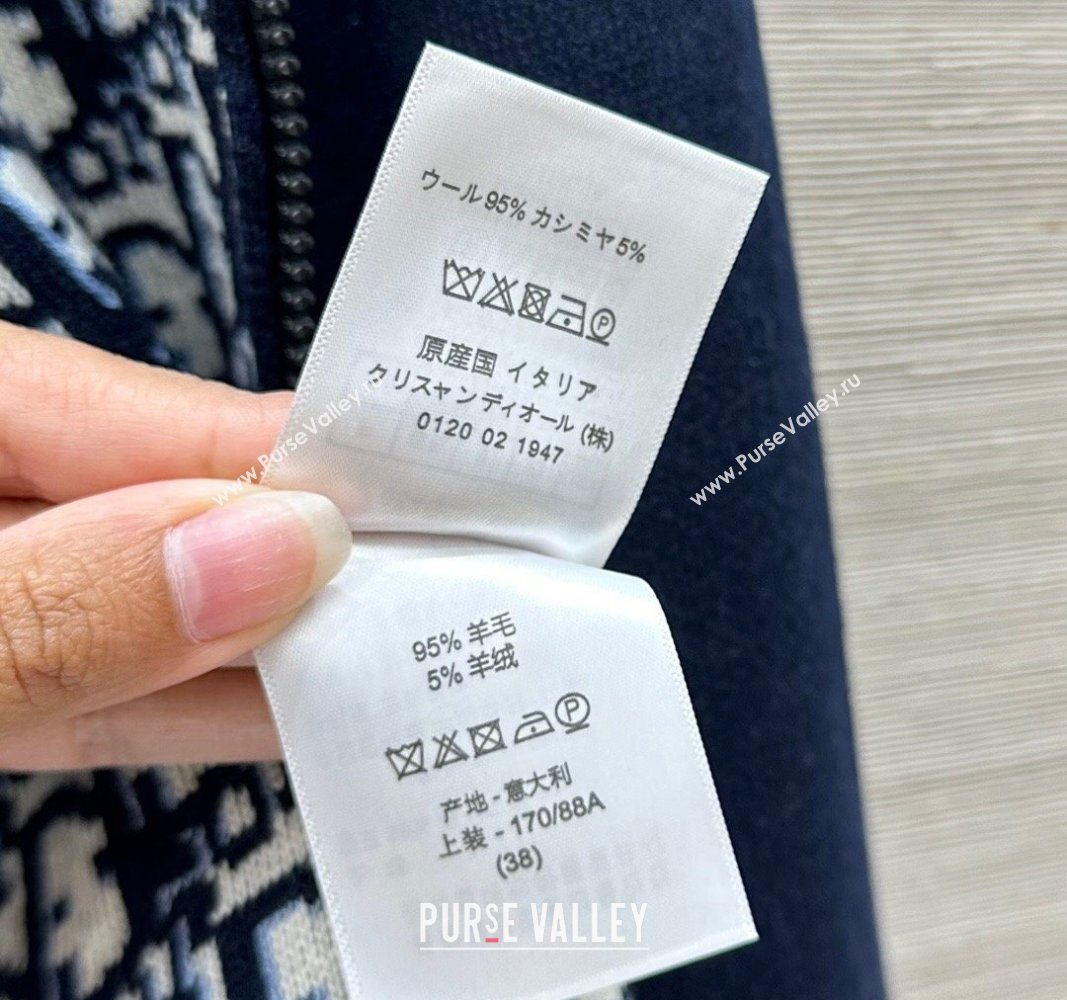 ウール95% カシミヤ5%
P
原産国 イタリア
クリスチャン ディオール (株)
0120 02 1947
www.PurseValley.ru
www.PurseValley.ru
95% 羊毛
5% 羊绒
P
产地 - 意大利
上装 - 170/88A
(38)
PURSE VALLEY